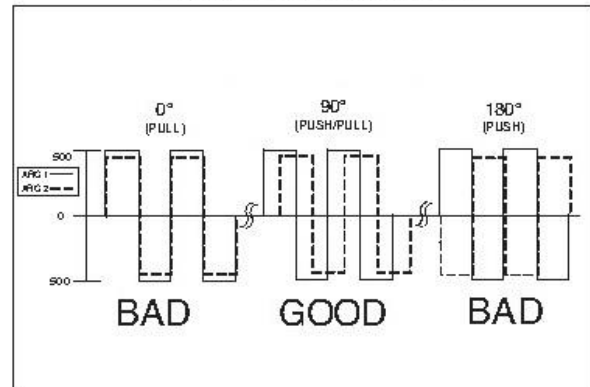 0° 90° 180°
(PULL) (PUSH/PULL) (PUSH)
500
ARC 1
ARC 2
0
500
BAD GOOD BAD